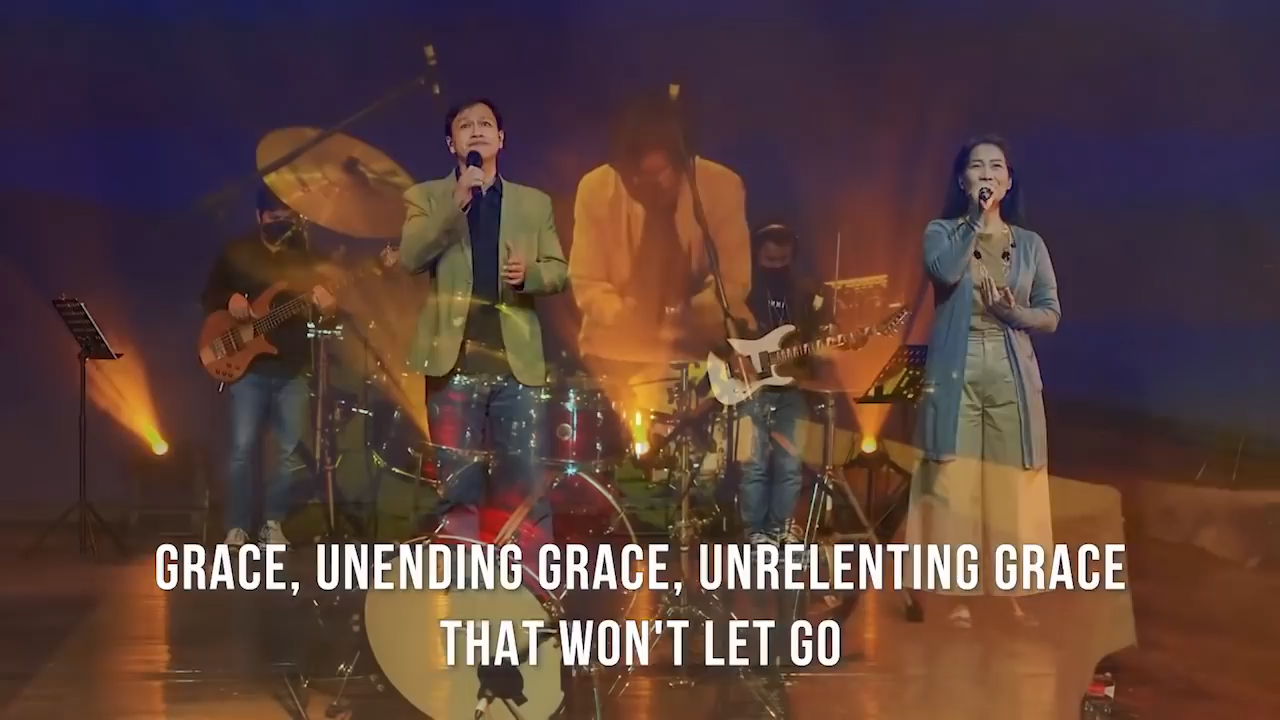 GRACE, UNENDING GRACE, UNRELENTING GRACE
THAT WON'T LET GO